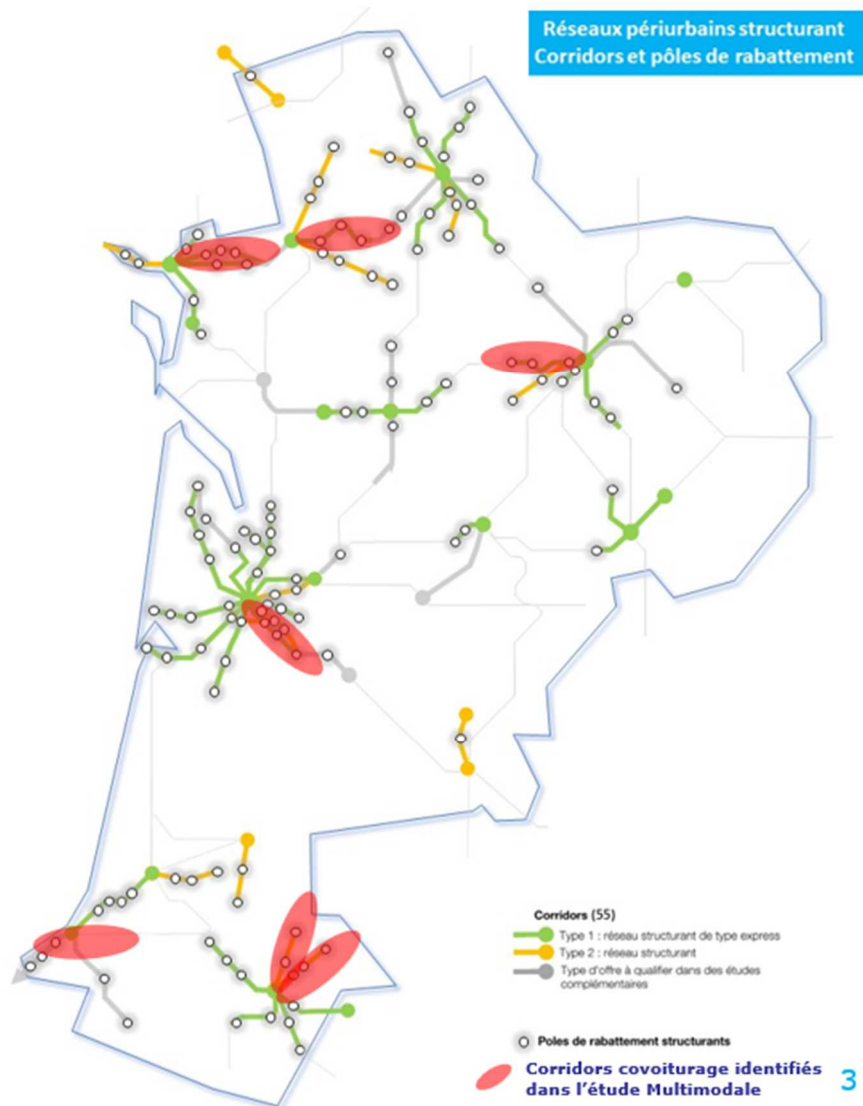 Réseaux périurbains structurant
Corridors et pôles de rabattement
Corridors (55)
Type 1 : réseau structurant de type express
Type 2 : réseau structurant
Type d'offre à qualifier dans des études
complémentaires
Poles de rabattement structurants
Corridors covoiturage identifiés
dans l'étude Multimodale
3